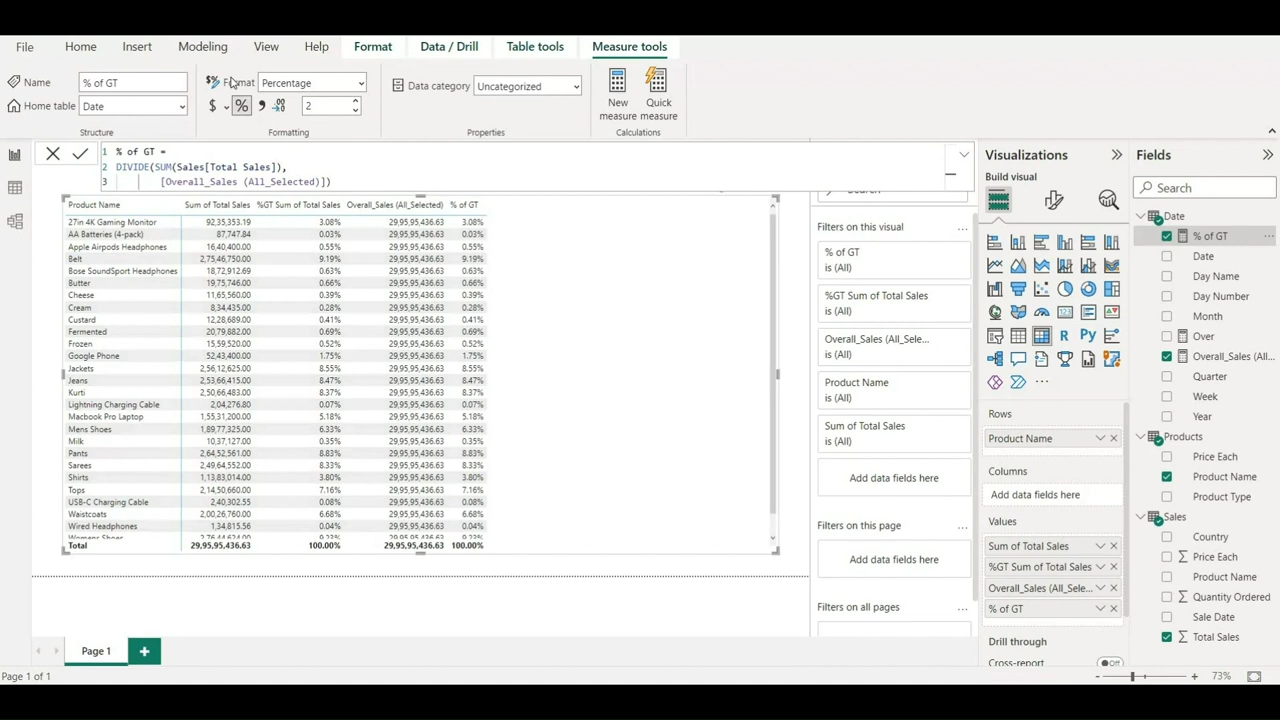 File Home Insert Modeling View Help Format Data / Drill Table tools Measure tools
Name % of GT
Format Percentage
Data category Uncategorized
Home table Date
$ % 2
New measure
Quick measure
Structure Formatting Properties Calculations
1 % of GT =
2 DIVIDE(SUM(Sales[Total Sales]),
3 [Overall_Sales (All_Selected)])
Product Name Sum of Total Sales %GT Sum of Total Sales Overall_Sales (All_Selected) % of GT
27in 4K Gaming Monitor 92,35,353.19 3.08% 29,95,95,436.63 3.08%
AA Batteries (4-pack) 87,747.84 0.03% 29,95,95,436.63 0.03%
Apple Airpods Headphones 16,40,400.00 0.55% 29,95,95,436.63 0.55%
Belt 2,75,46,750.00 9.19% 29,95,95,436.63 9.19%
Bose SoundSport Headphones 18,72,912.69 0.63% 29,95,95,436.63 0.63%
Butter 19,75,746.00 0.66% 29,95,95,436.63 0.66%
Cheese 11,65,560.00 0.39% 29,95,95,436.63 0.39%
Cream 8,34,435.00 0.28% 29,95,95,436.63 0.28%
Custard 12,28,689.00 0.41% 29,95,95,436.63 0.41%
Fermented 20,79,882.00 0.69% 29,95,95,436.63 0.69%
Frozen 15,59,520.00 0.52% 29,95,95,436.63 0.52%
Google Phone 52,43,400.00 1.75% 29,95,95,436.63 1.75%
Jackets 2,56,12,625.00 8.55% 29,95,95,436.63 8.55%
Jeans 2,53,66,415.00 8.47% 29,95,95,436.63 8.47%
Kurti 2,50,66,483.00 8.37% 29,95,95,436.63 8.37%
Lightning Charging Cable 2,04,276.80 0.07% 29,95,95,436.63 0.07%
Macbook Pro Laptop 1,55,31,200.00 5.18% 29,95,95,436.63 5.18%
Mens Shoes 1,89,77,325.00 6.33% 29,95,95,436.63 6.33%
Milk 10,37,127.00 0.35% 29,95,95,436.63 0.35%
Pants 2,64,52,561.00 8.83% 29,95,95,436.63 8.83%
Sarees 2,49,64,552.00 8.33% 29,95,95,436.63 8.33%
Shirts 1,13,83,014.00 3.80% 29,95,95,436.63 3.80%
Tops 2,14,50,660.00 7.16% 29,95,95,436.63 7.16%
USB-C Charging Cable 2,40,302.55 0.08% 29,95,95,436.63 0.08%
Waistcoats 2,00,26,760.00 6.68% 29,95,95,436.63 6.68%
Wired Headphones 1,34,815.56 0.04% 29,95,95,436.63 0.04%
Total 29,95,95,436.63 100.00% 29,95,95,436.63 100.00%
Filters on this visual ...
% of GT
is (All)
%GT Sum of Total Sales
is (All)
Overall_Sales (All_Sele...
is (All)
Product Name
is (All)
Sum of Total Sales
is (All)
Add data fields here
Filters on this page ...
Add data fields here
Filters on all pages ...
Visualizations
Build visual
R Py
...
Rows
Product Name
Columns
Add data fields here
Values
Sum of Total Sales
%GT Sum of Total Sales
Overall_Sales (All_Sele...
% of GT
Drill through
Cross-report Off
Fields
Search
Date
% of GT ...
Date
Day Name
Day Number
Month
Over
Overall_Sales (All...
Quarter
Week
Year
Products
Price Each
Product Name
Product Type
Sales
Country
Price Each
Product Name
Quantity Ordered
Sale Date
Total Sales
Page 1
Page 1 of 1
73%